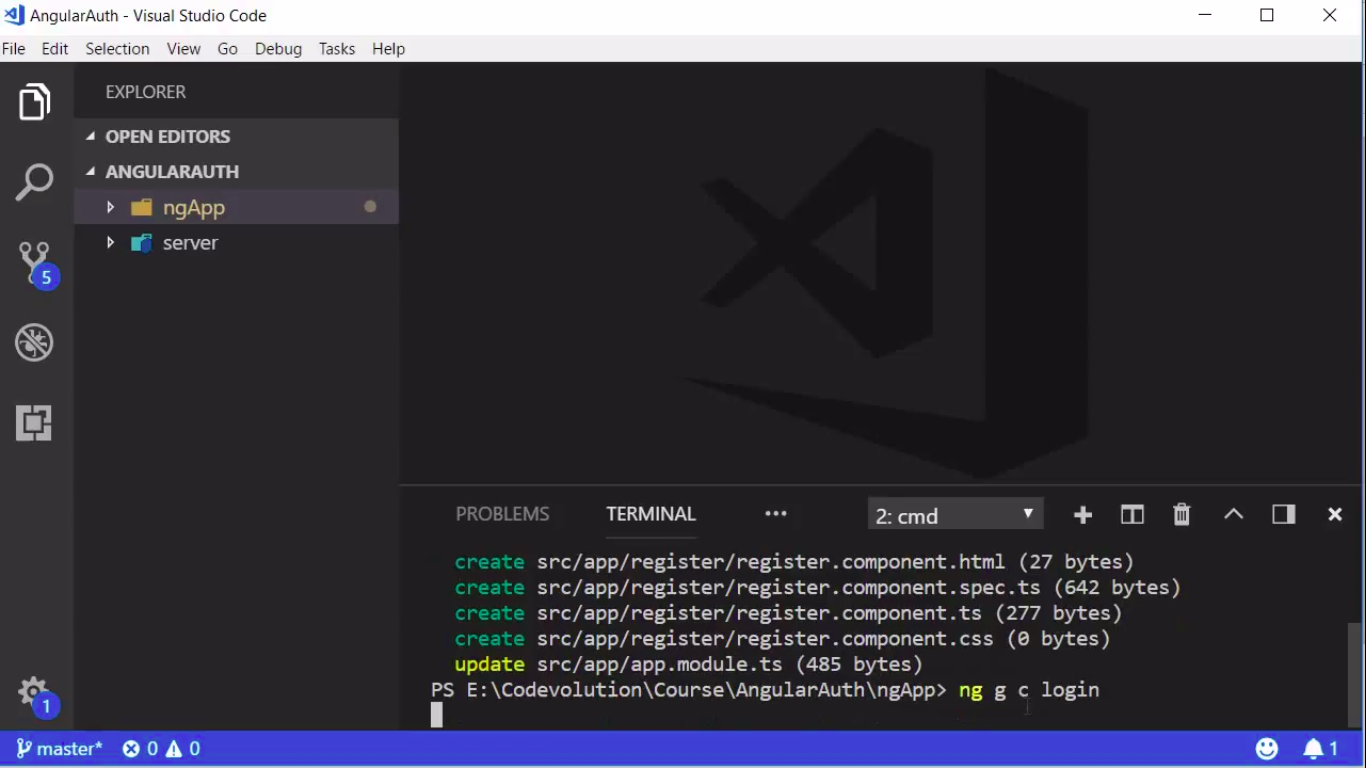 AngularAuth - Visual Studio Code
File Edit Selection View Go Debug Tasks Help
EXPLORER
OPEN EDITORS
ANGULARAUTH
ngApp
server
5
1
PROBLEMS TERMINAL ••• 2: cmd
create src/app/register/register.component.html (27 bytes)
create src/app/register/register.component.spec.ts (642 bytes)
create src/app/register/register.component.ts (277 bytes)
create src/app/register/register.component.css (0 bytes)
update src/app/app.module.ts (485 bytes)
PS E:\Codevolution\Course\AngularAuth\ngApp> ng g c login
master* 0 0 1